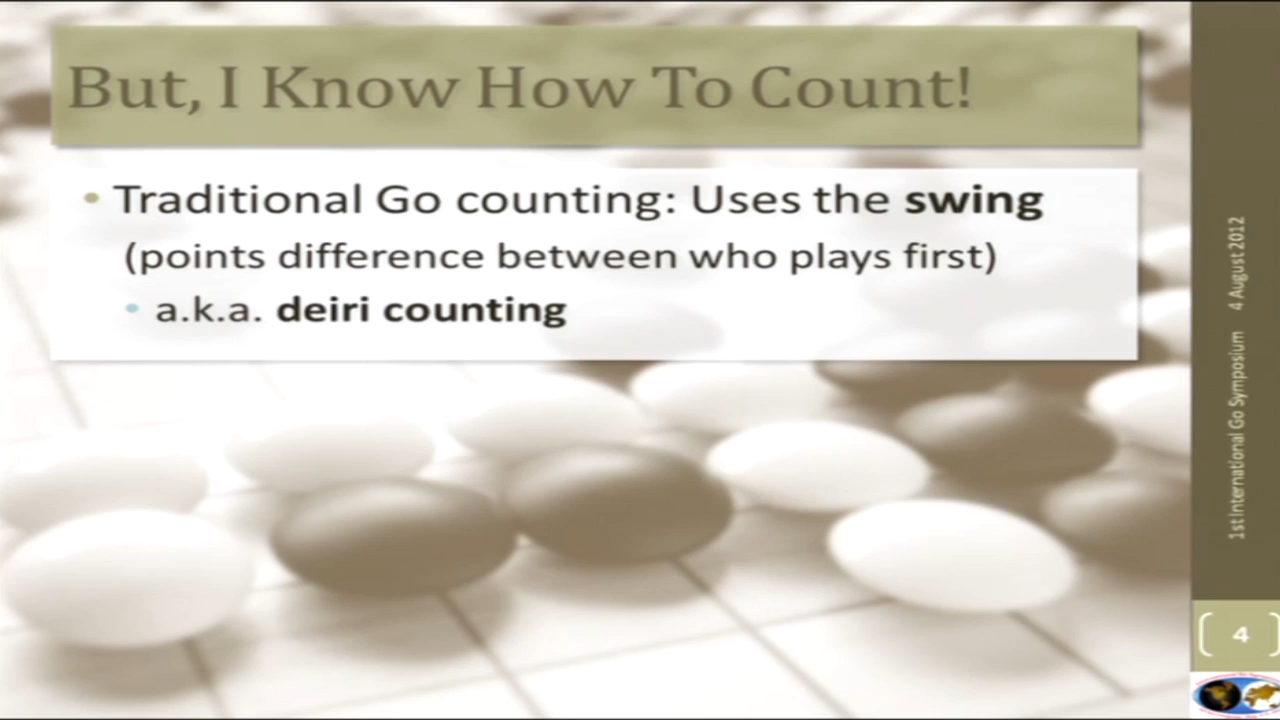 But, I Know How To Count!
Traditional Go counting: Uses the swing
(points difference between who plays first)
a.k.a. deiri counting
1st International Go Symposium 4 August 2012
4